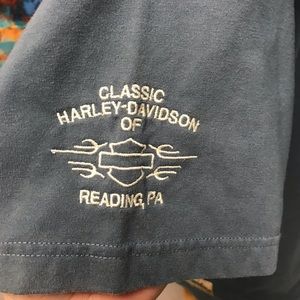 CLASSIC
HARLEY-DAVIDSON
OF
READING, PA